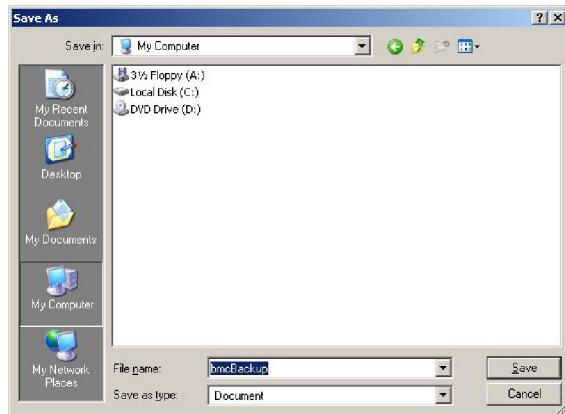 Save As
Save in: My Computer
3½ Floppy (A:)
Local Disk (C:)
DVD Drive (D:)
My Recent
Documents
Desktop
My Documents
My Computer
My Network
Places
File name: bmcBackup Save
Save as type: Document Cancel